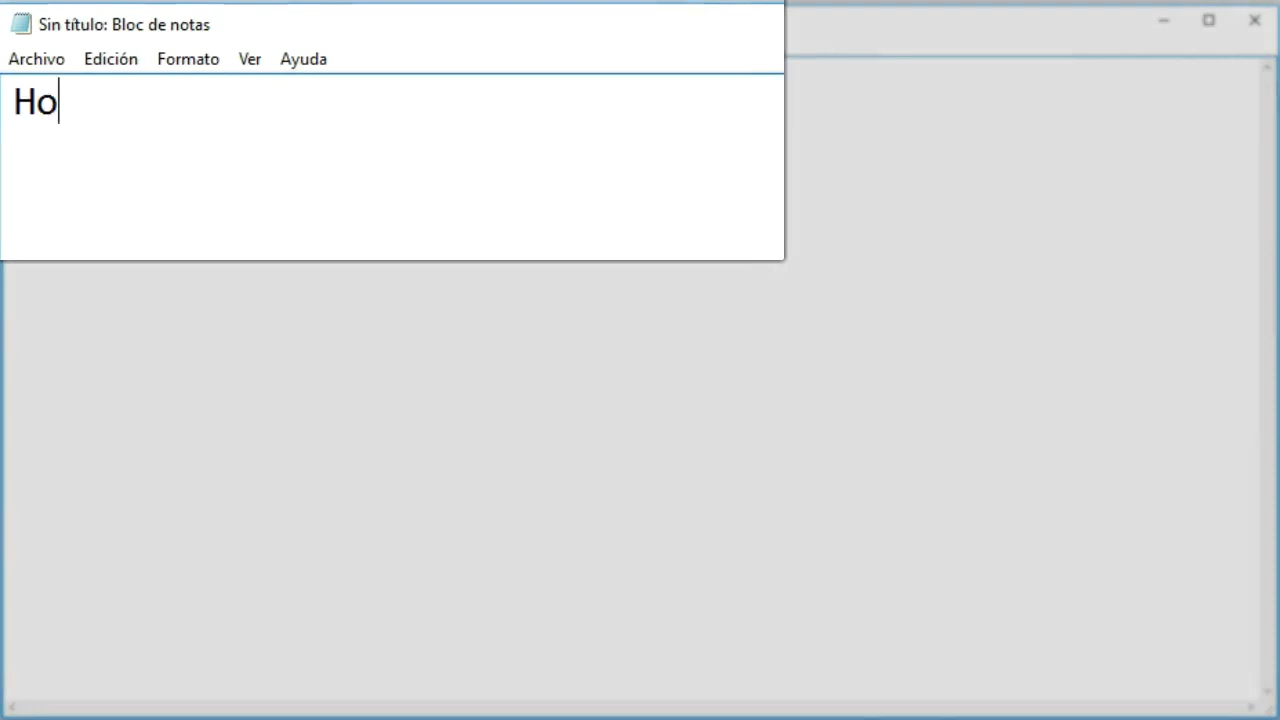 Sin título: Bloc de notas
Archivo Edición Formato Ver Ayuda
Ho